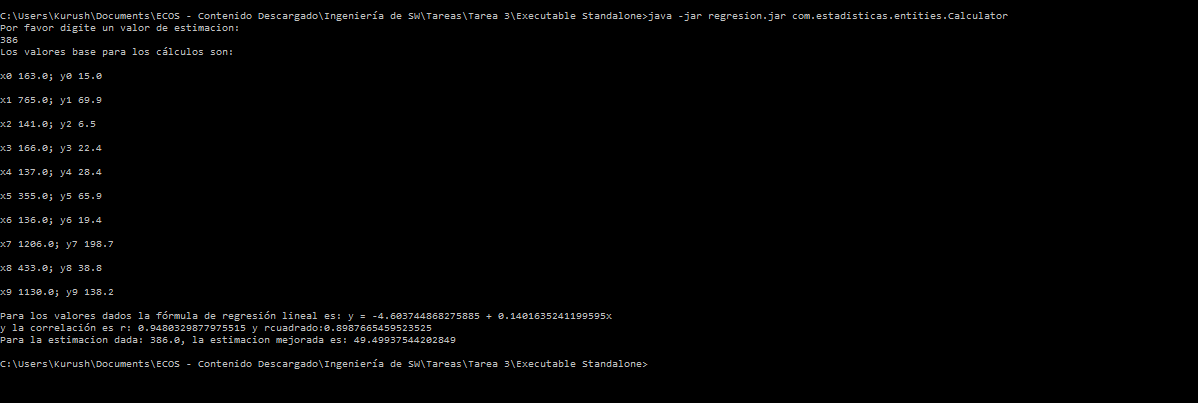 C:\Users\Kurush\Documents\ECOS - Contenido Descargado\Ingeniería de SW\Tareas\Tarea 3\Executable Standalone>java -jar regresion.jar com.estadisticas.entities.Calculator
Por favor digite un valor de estimacion:
386
Los valores base para los cálculos son:
x0 163.0; y0 15.0
x1 765.0; y1 69.9
x2 141.0; y2 6.5
x3 166.0; y3 22.4
x4 137.0; y4 28.4
x5 355.0; y5 65.9
x6 136.0; y6 19.4
x7 1206.0; y7 198.7
x8 433.0; y8 38.8
x9 1130.0; y9 138.2
Para los valores dados la fórmula de regresión lineal es: y = -4.603744868275885 + 0.1401635241199595x
y la correlación es r: 0.9480329877975515 y rcuadrado:0.8987665459523525
Para la estimacion dada: 386.0, la estimacion mejorada es: 49.49937544202849
C:\Users\Kurush\Documents\ECOS - Contenido Descargado\Ingeniería de SW\Tareas\Tarea 3\Executable Standalone>